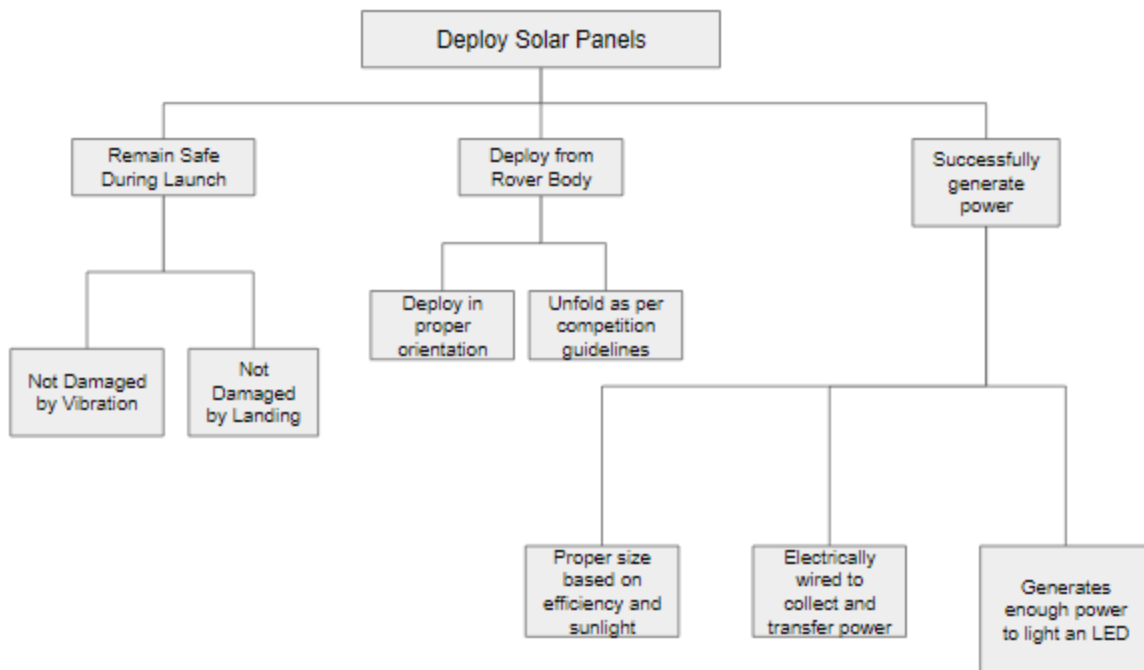 Deploy Solar Panels
Remain Safe
During Launch
Deploy from
Rover Body
Successfully
generate
power
Deploy in
proper
orientation
Unfold as per
competition
guidelines
Not Damaged
by Vibration
Not
Damaged
by Landing
Proper size
based on
efficiency and
sunlight
Electrically
wired to
collect and
transfer power
Generates
enough power
to light an LED